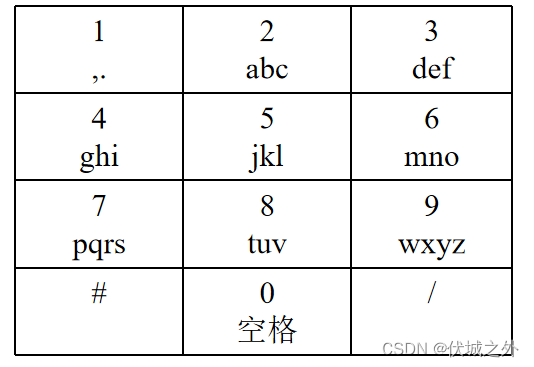 1 2 3
,. abc def
4 5 6
ghi jkl mno
7 8 9
pqrs tuv wxyz
# 0 /
空格
CSDN @伏城之外